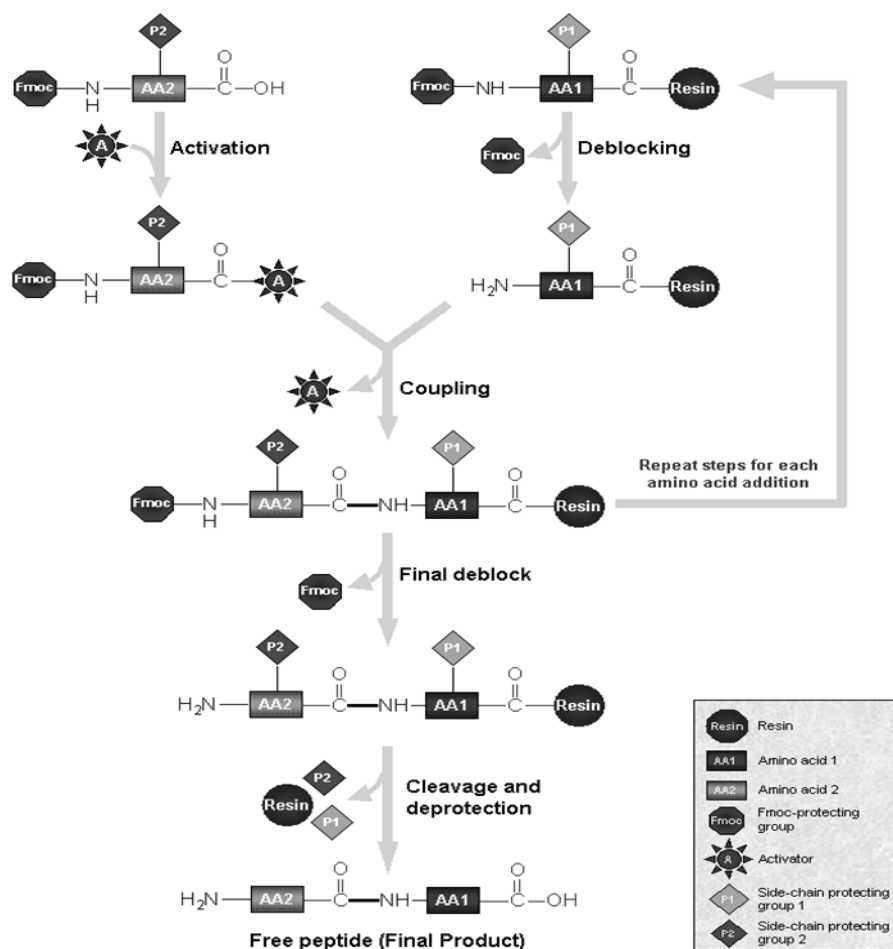 P2
P1
O
O
Fmoc N H AA2 C OH
Fmoc NH AA1 C Resin
A Activation
Fmoc Deblocking
P2
P1
O
O
Fmoc N H AA2 C A
H₂N AA1 C Resin
A Coupling
P2
P1
O
O
Fmoc N H AA2 C NH AA1 C Resin
Repeat steps for each
amino acid addition
Fmoc Final deblock
P2
P1
O
O
H₂N AA2 C NH AA1 C Resin
P2
Resin
P1
Cleavage and
deprotection
O
O
H₂N AA2 C NH AA1 C OH
Free peptide (Final Product)
Resin Resin
AA1 Amino acid 1
AA2 Amino acid 2
Fmoc Fmoc-protecting
group
A Activator
P1 Side-chain protecting
group 1
P2 Side-chain protecting
group 2